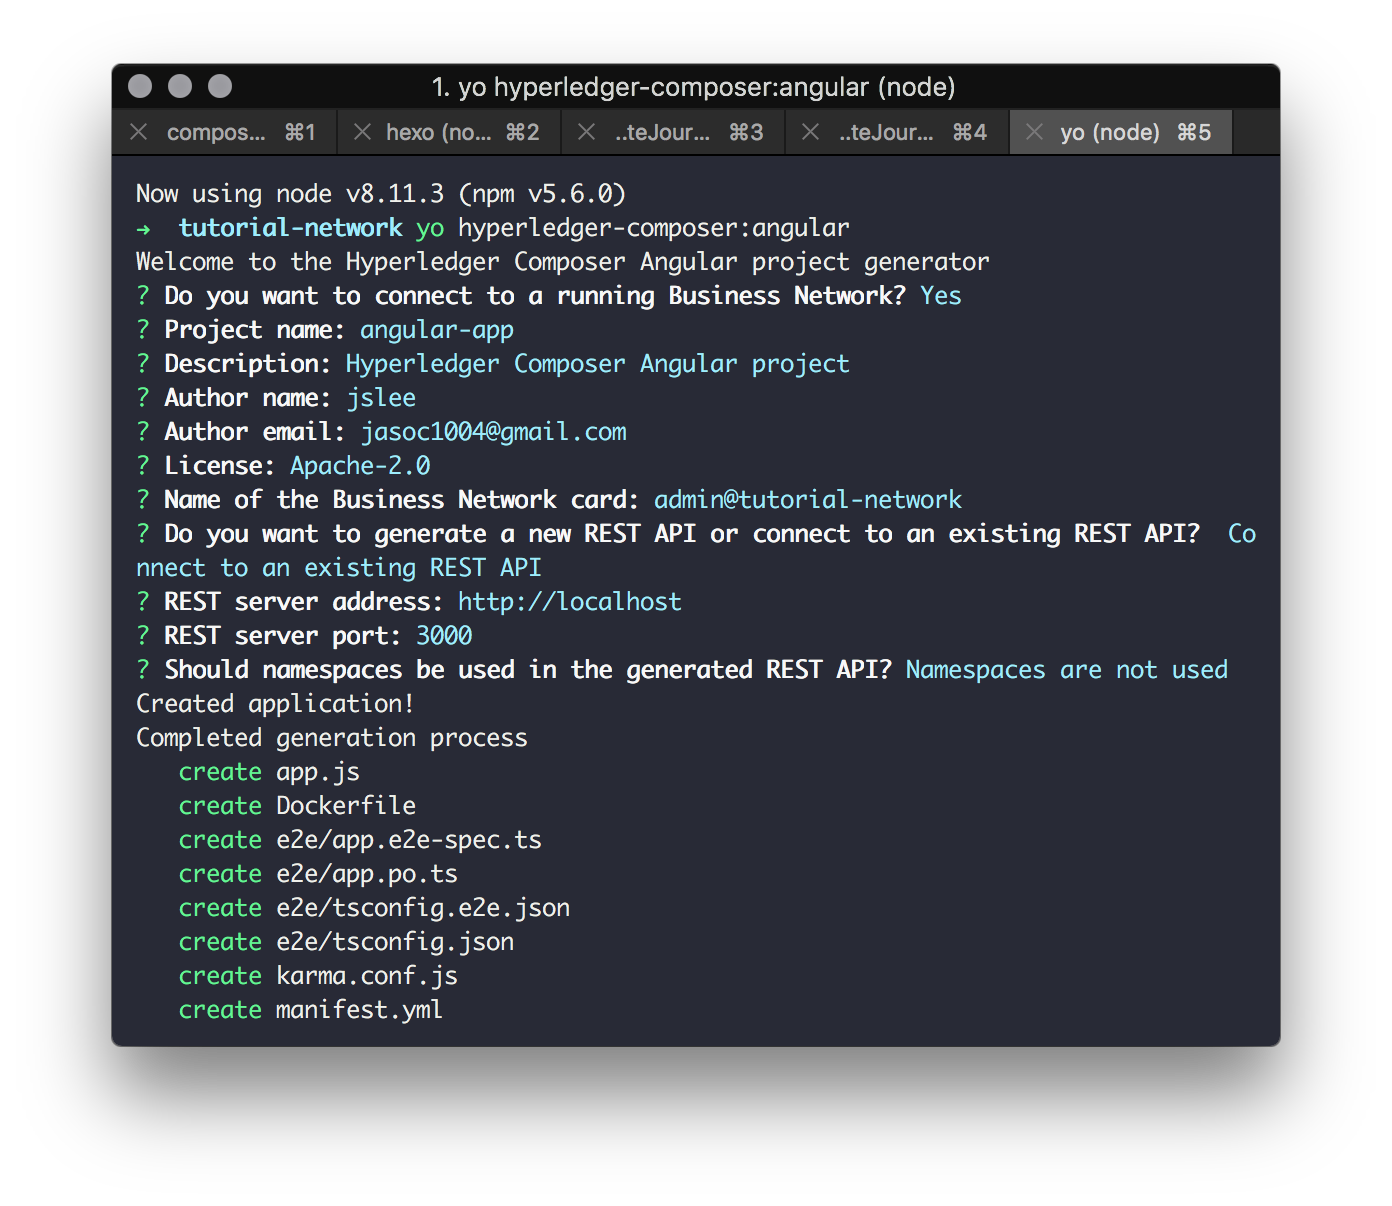 1. yo hyperledger-composer:angular (node)
compos... ⌘1 hexo (no... ⌘2 ..teJour... ⌘3 ..teJour... ⌘4 yo (node) ⌘5
Now using node v8.11.3 (npm v5.6.0)
➜ tutorial-network yo hyperledger-composer:angular
Welcome to the Hyperledger Composer Angular project generator
? Do you want to connect to a running Business Network? Yes
? Project name: angular-app
? Description: Hyperledger Composer Angular project
? Author name: jslee
? Author email: jasoc1004@gmail.com
? License: Apache-2.0
? Name of the Business Network card: admin@tutorial-network
? Do you want to generate a new REST API or connect to an existing REST API?  Co
nnect to an existing REST API
? REST server address: http://localhost
? REST server port: 3000
? Should namespaces be used in the generated REST API? Namespaces are not used
Created application!
Completed generation process
create app.js
create Dockerfile
create e2e/app.e2e-spec.ts
create e2e/app.po.ts
create e2e/tsconfig.e2e.json
create e2e/tsconfig.json
create karma.conf.js
create manifest.yml